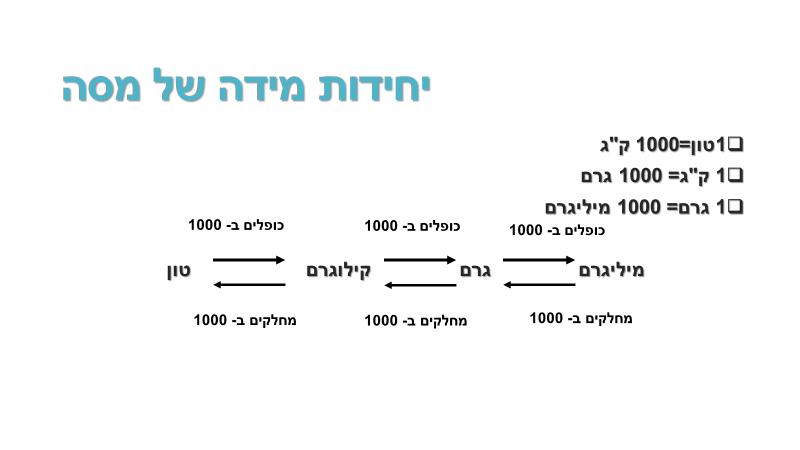 יחידות מידה של מסה
❑1טון=1000 ק"ג
❑1 ק"ג= 1000 גרם
❑1 גרם= 1000 מיליגרם
כופלים ב- 1000
כופלים ב- 1000
כופלים ב- 1000
מיליגרם
גרם
קילוגרם
טון
מחלקים ב- 1000
מחלקים ב- 1000
מחלקים ב- 1000